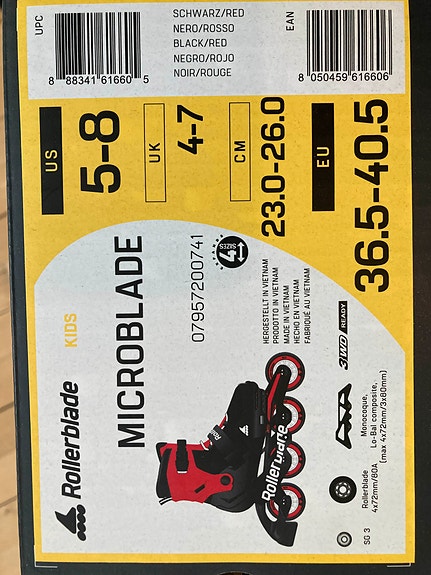 UPC
8 88341 61660 5
SCHWARZ/RED
NERO/ROSSO
BLACK/RED
NEGRO/ROJO
NOIR/ROUGE
EAN
8 050459 616606
US
5-8
UK
4-7
CM
23.0-26.0
EU
36.5-40.5
Rollerblade KIDS
MICROBLADE
07957200741
4
SIZES
HERGESTELLT IN VIETNAM
PRODOTTO IN VIETNAM
MADE IN VIETNAM
HECHO EN VIETNAM
FABRIQUÉ AU VIETNAM
3WD READY
Rollerblade
SG 3
Rollerblade
4x72mm/80A
Monocoque,
Lo-Bal composite,
(max 4x72mm/3x80mm)